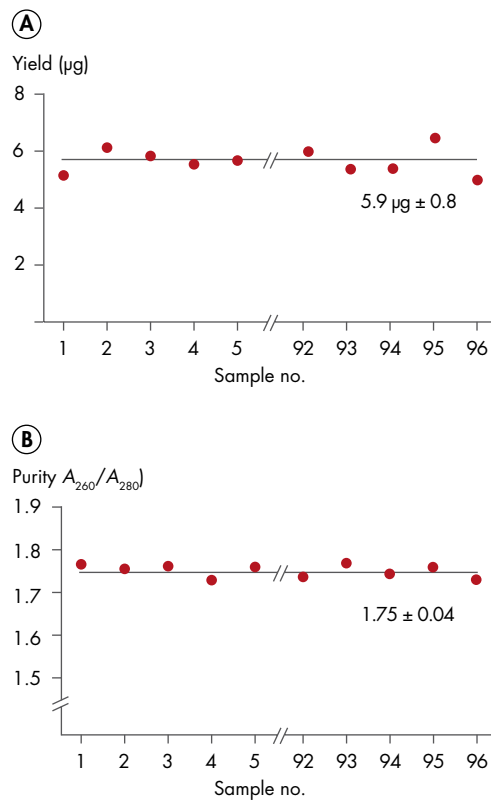 A
Yield (µg)
8
6
4
2
5.9 µg ± 0.8
1 2 3 4 5 92 93 94 95 96
Sample no.
B
Purity A260/A280)
1.9
1.8
1.7
1.6
1.5
1.75 ± 0.04
1 2 3 4 5 92 93 94 95 96
Sample no.